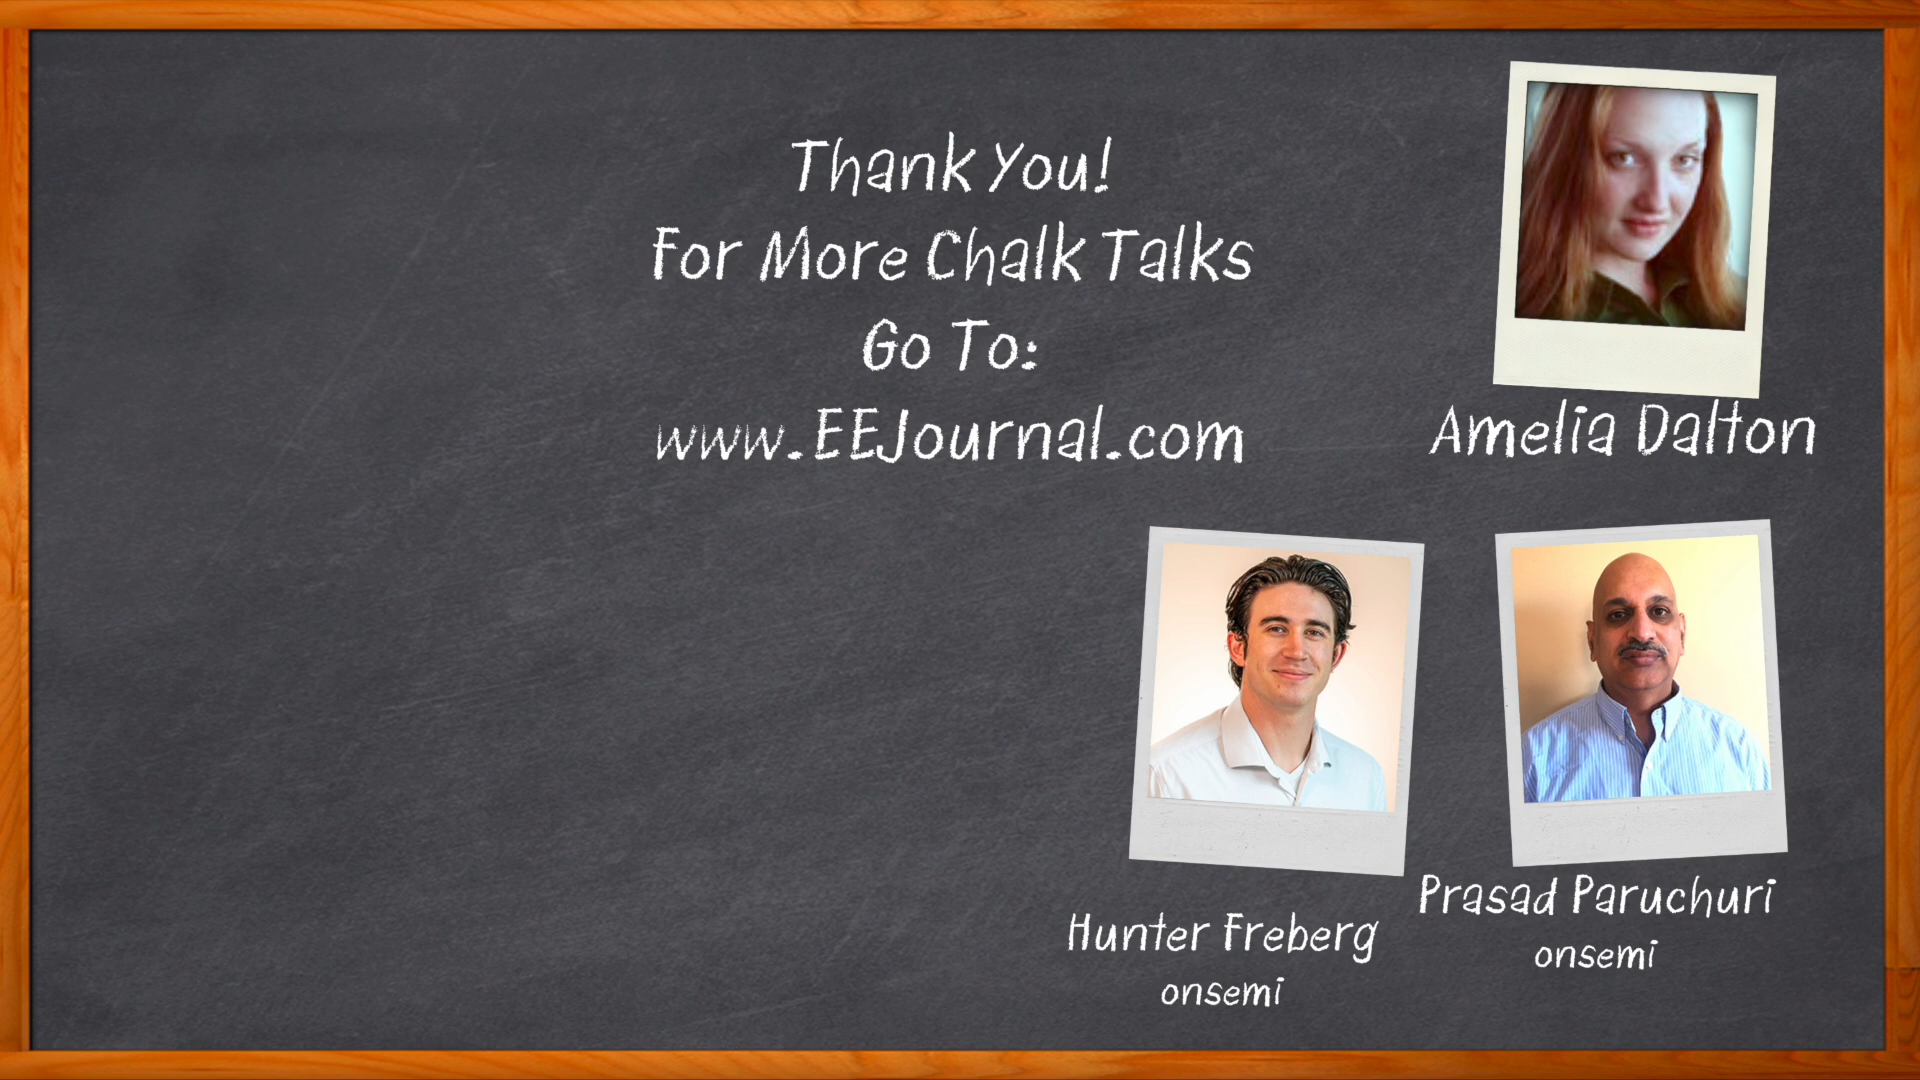 Thank You!
For More Chalk Talks
Go To:
www.EEJournal.com
Amelia Dalton
Hunter Freberg
onsemi
Prasad Paruchuri
onsemi